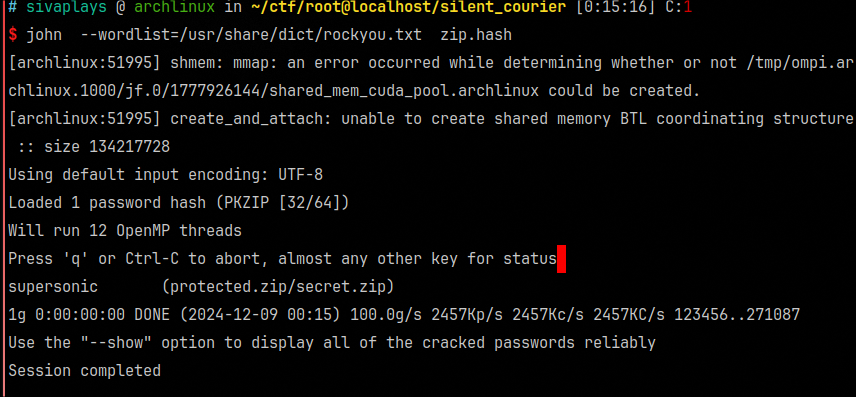 # sivaplays @ archlinux in ~/ctf/root@localhost/silent_courier [0:15:16] C:1
$ john  --wordlist=/usr/share/dict/rockyou.txt  zip.hash
[archlinux:51995] shmem: mmap: an error occurred while determining whether or not /tmp/ompi.ar
chlinux.1000/jf.0/1777926144/shared_mem_cuda_pool.archlinux could be created.
[archlinux:51995] create_and_attach: unable to create shared memory BTL coordinating structure
 :: size 134217728
Using default input encoding: UTF-8
Loaded 1 password hash (PKZIP [32/64])
Will run 12 OpenMP threads
Press 'q' or Ctrl-C to abort, almost any other key for status
supersonic       (protected.zip/secret.zip)
1g 0:00:00:00 DONE (2024-12-09 00:15) 100.0g/s 2457Kp/s 2457Kc/s 2457KC/s 123456..271087
Use the "--show" option to display all of the cracked passwords reliably
Session completed